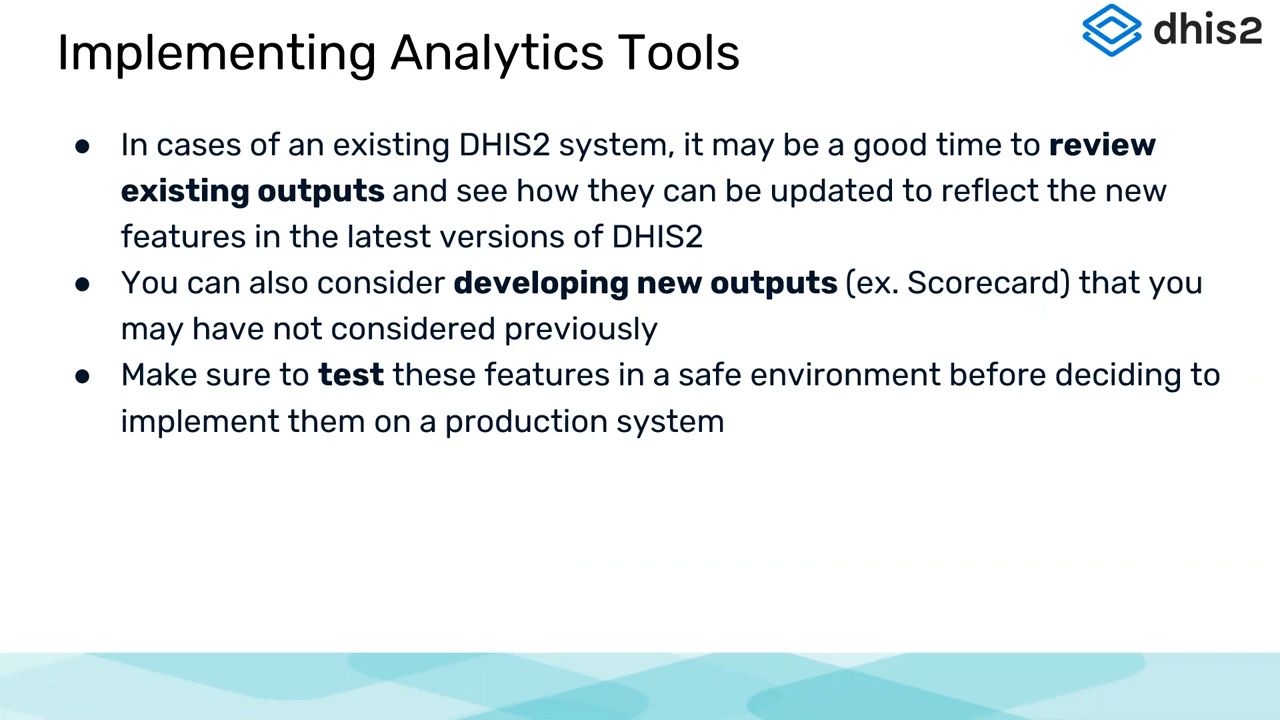 Implementing Analytics Tools
dhis2
● In cases of an existing DHIS2 system, it may be a good time to review
existing outputs and see how they can be updated to reflect the new
features in the latest versions of DHIS2
● You can also consider developing new outputs (ex. Scorecard) that you
may have not considered previously
● Make sure to test these features in a safe environment before deciding to
implement them on a production system